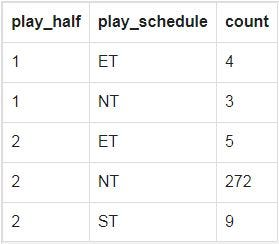 play_half play_schedule count
1 ET 4
1 NT 3
2 ET 5
2 NT 272
2 ST 9